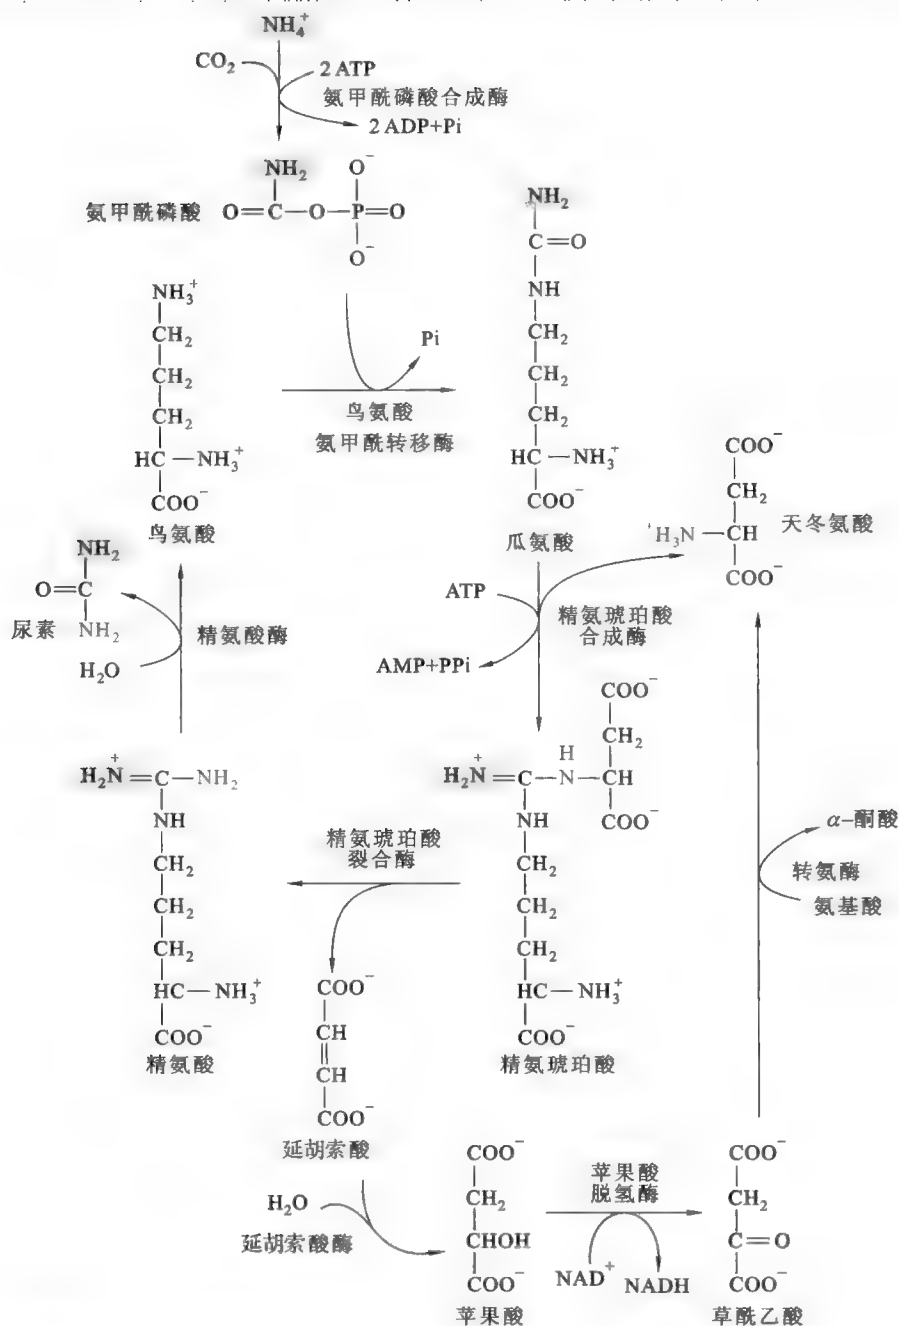 NH₄⁺
CO₂
2 ATP
氨甲酰磷酸合成酶
2 ADP+Pi
NH₂
O⁻
氨甲酰磷酸
O=C—O—P=O
O⁻
NH₂
C=O
NH
CH₂
CH₂
CH₂
HC—NH₃⁺
COO⁻
瓜氨酸
NH₃⁺
CH₂
CH₂
CH₂
HC—NH₃⁺
COO⁻
鸟氨酸
Pi
鸟氨酸
氨甲酰转移酶
COO⁻
CH₂
H₃N—CH
COO⁻
天冬氨酸
NH₂
O=C
NH₂
尿素
H₂O
精氨酸酶
ATP
精氨琥珀酸
合成酶
AMP+PPi
COO⁻
CH₂
H
H₂N⁺=C—N—CH
COO⁻
NH
CH₂
CH₂
CH₂
HC—NH₃⁺
COO⁻
精氨琥珀酸
H₂N⁺=C—NH₂
NH
CH₂
CH₂
CH₂
HC—NH₃⁺
COO⁻
精氨酸
精氨琥珀酸
裂合酶
α-酮酸
转氨酶
氨基酸
COO⁻
CH
CH
COO⁻
延胡索酸
H₂O
延胡索酸酶
COO⁻
CH₂
CHOH
COO⁻
苹果酸
苹果酸
脱氢酶
NAD⁺
NADH
COO⁻
CH₂
C=O
COO⁻
草酰乙酸